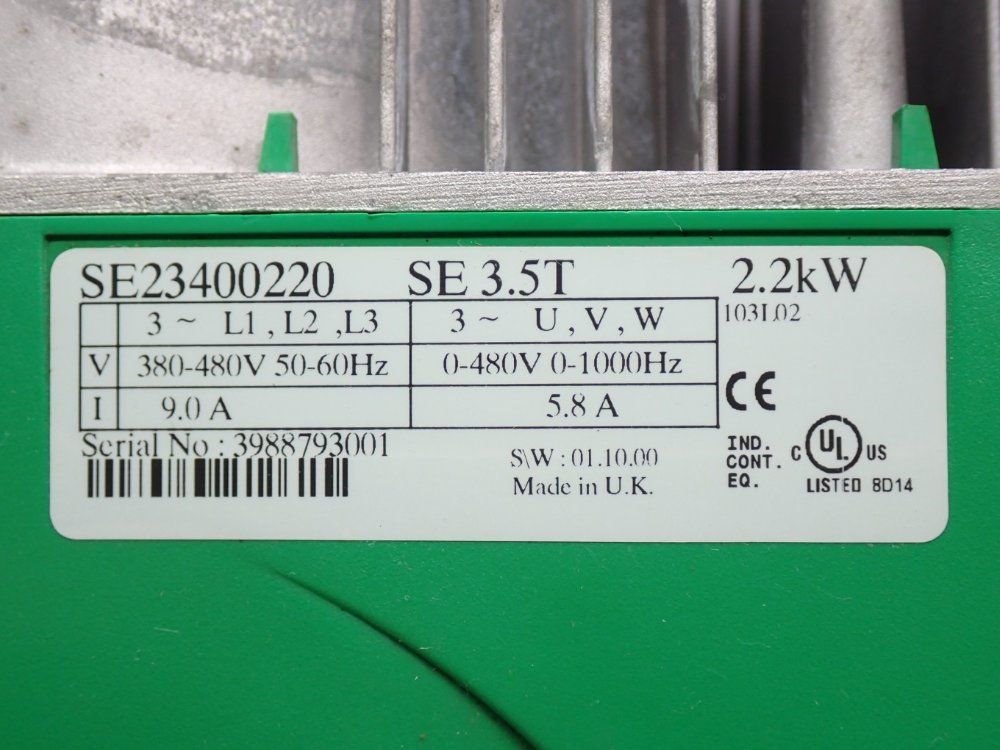 SE23400220 SE 3.5T 2.2kW
103L02
3 ~ L1 , L2 , L3 3 ~ U , V , W
V 380-480V 50-60Hz 0-480V 0-1000Hz
I 9.0 A 5.8 A
CE
Serial No : 3988793001
S\W : 01.10.00
Made in U.K.
IND.
CONT.
EQ.
C UL US
LISTED 8D14